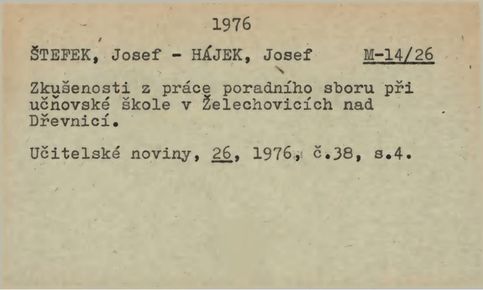 1976
ŠTEFEK, Josef - HÁJEK, Josef M-14/26
Zkušenosti z práce poradního sboru při
učňovské škole v Želechovicích nad
Dřevnicí.
Učitelské noviny, 26, 1976, č.38, s.4.